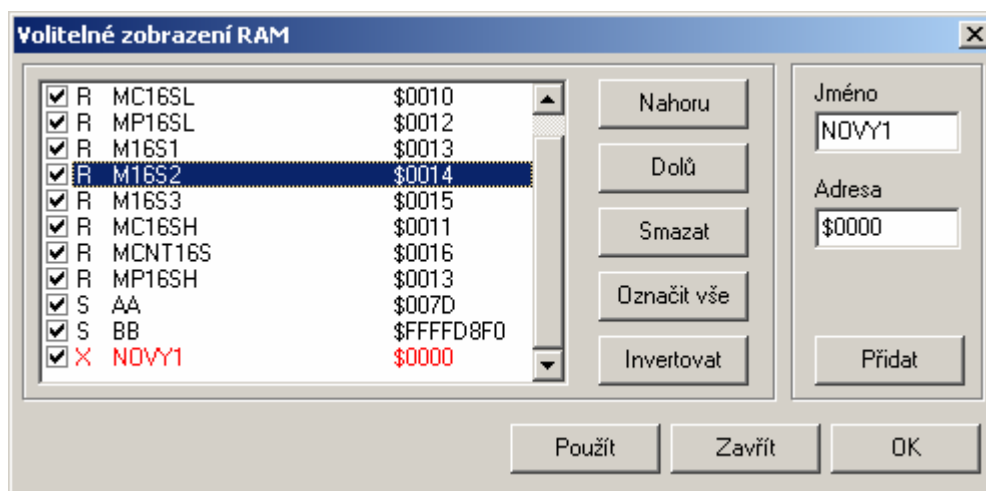 Volitelné zobrazení RAM
R MC16SL $0010
R MP16SL $0012
R M16S1 $0013
R M16S2 $0014
R M16S3 $0015
R MC16SH $0011
R MCNT16S $0016
R MP16SH $0013
S AA $007D
S BB $FFFFD8F0
X NOVY1 $0000
Nahoru
Dolů
Smazat
Označit vše
Invertovat
Jméno
NOVY1
Adresa
$0000
Přidat
Použít
Zavřít
OK